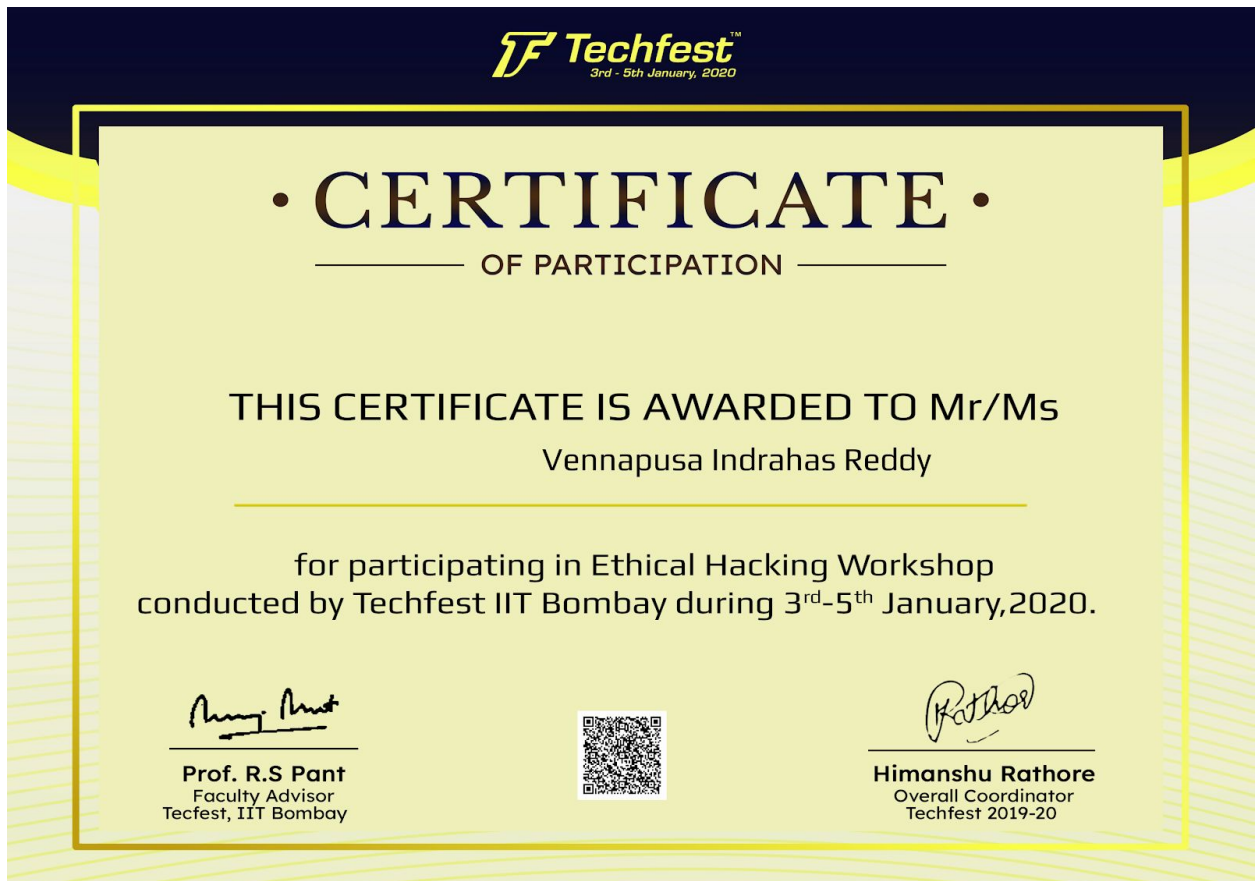 Techfest™
3rd - 5th January, 2020
• CERTIFICATE •
OF PARTICIPATION
THIS CERTIFICATE IS AWARDED TO Mr/Ms
Vennapusa Indrahas Reddy
for participating in Ethical Hacking Workshop
conducted by Techfest IIT Bombay during 3rd-5th January,2020.
Rathor
Prof. R.S Pant
Faculty Advisor
Tecfest, IIT Bombay
Himanshu Rathore
Overall Coordinator
Techfest 2019-20